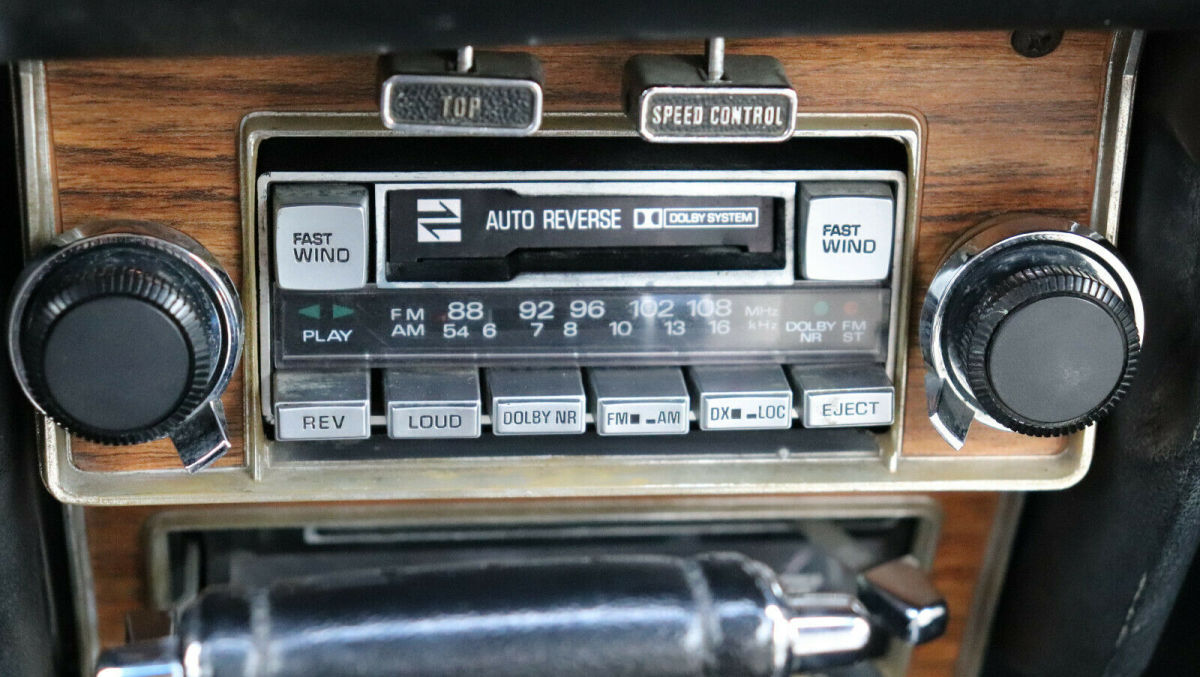 TOP
SPEED CONTROL
AUTO REVERSE DOLBY SYSTEM
FAST
WIND
FAST
WIND
PLAY
FM 88 92 96 102 108 MHz
AM 54 6 7 8 10 13 16 kHz
DOLBY
NR
FM
ST
REV
LOUD
DOLBY NR
FM AM
DX LOC
EJECT